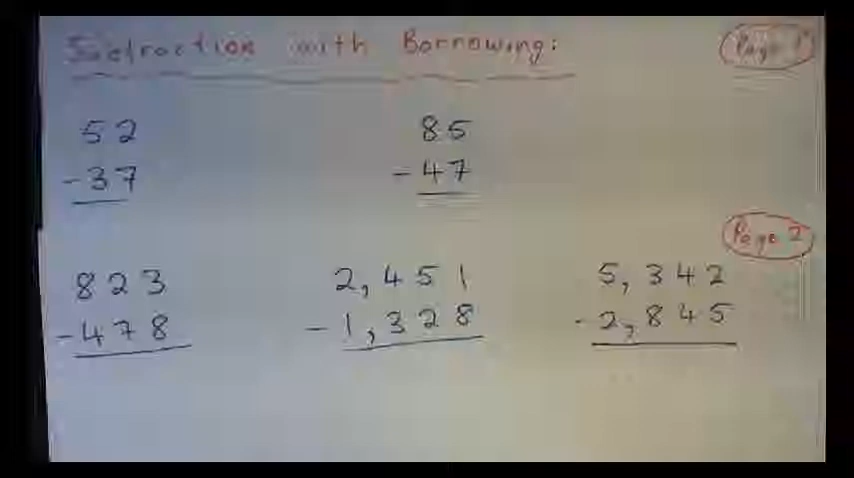 Subtraction with Borrowing: Page 1
52 85
-37 -47
Page 2
823 2,451 5,342
-478 -1,328 -2,845